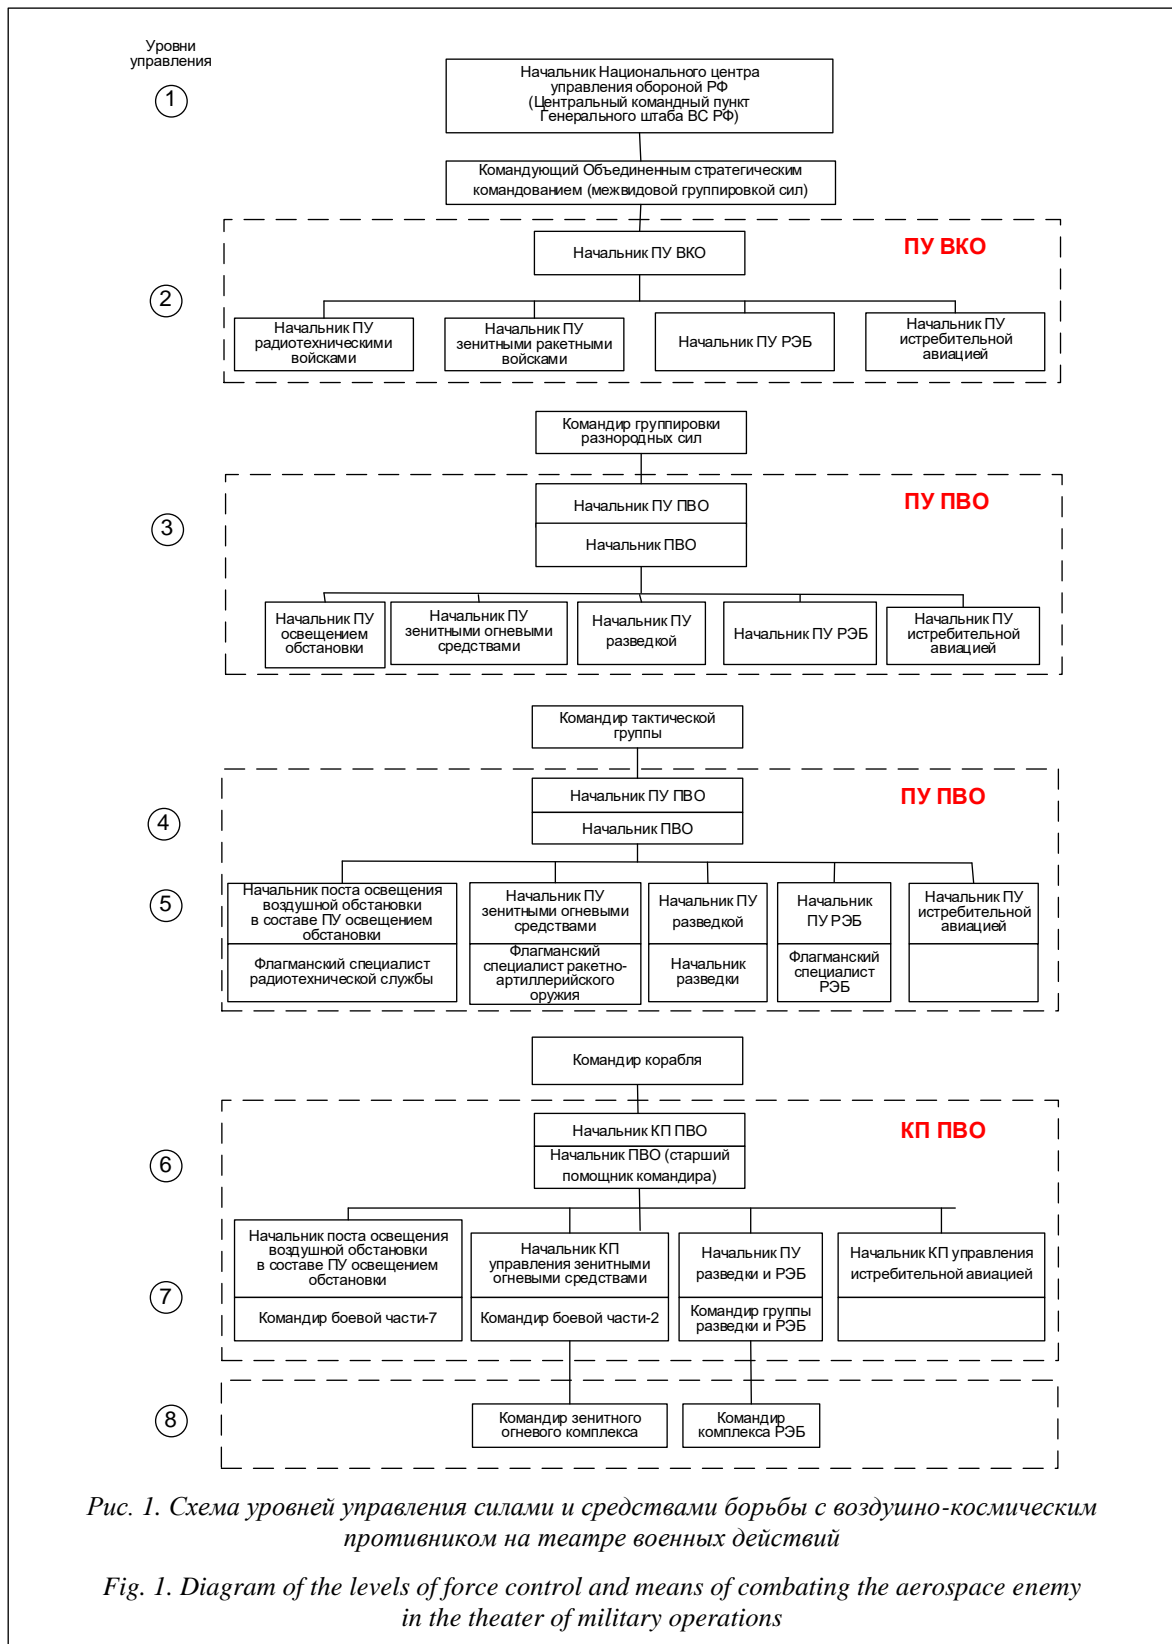 Уровни
управления
1
Начальник Национального центра
управления обороной РФ
(Центральный командный пункт
Генерального штаба ВС РФ)
Командующий Объединенным стратегическим
командованием (межвидовой группировкой сил)
ПУ ВКО
Начальник ПУ ВКО
2
Начальник ПУ
радиотехническими
войсками
Начальник ПУ
зенитными ракетными
войсками
Начальник ПУ РЭБ
Начальник ПУ
истребительной
авиацией
Командир группировки
разнородных сил
ПУ ПВО
Начальник ПУ ПВО
3
Начальник ПВО
Начальник ПУ
освещением
обстановки
Начальник ПУ
зенитными огневыми
средствами
Начальник ПУ
разведкой
Начальник ПУ РЭБ
Начальник ПУ
истребительной
авиацией
Командир тактической
группы
ПУ ПВО
Начальник ПУ ПВО
4
Начальник ПВО
5
Начальник поста освещения
воздушной обстановки
в составе ПУ освещением
обстановки
Флагманский специалист
радиотехнической службы
Начальник ПУ
зенитными огневыми
средствами
Флагманский
специалист ракетно-
артиллерийского
оружия
Начальник ПУ
разведкой
Начальник
разведки
Начальник
ПУ РЭБ
Флагманский
специалист
РЭБ
Начальник ПУ
истребительной
авиацией
Командир корабля
КП ПВО
Начальник КП ПВО
6
Начальник ПВО (старший
помощник командира)
Начальник поста освещения
воздушной обстановки
в составе ПУ освещением
обстановки
Командир боевой части-7
Начальник КП
управления зенитными
огневыми средствами
Командир боевой части-2
Начальник ПУ
разведки и РЭБ
Командир группы
разведки и РЭБ
Начальник КП управления
истребительной авиацией
7
8
Командир зенитного
огневого комплекса
Командир
комплекса РЭБ
Рис. 1. Схема уровней управления силами и средствами борьбы с воздушно-космическим
противником на театре военных действий
Fig. 1. Diagram of the levels of force control and means of combating the aerospace enemy
in the theater of military operations